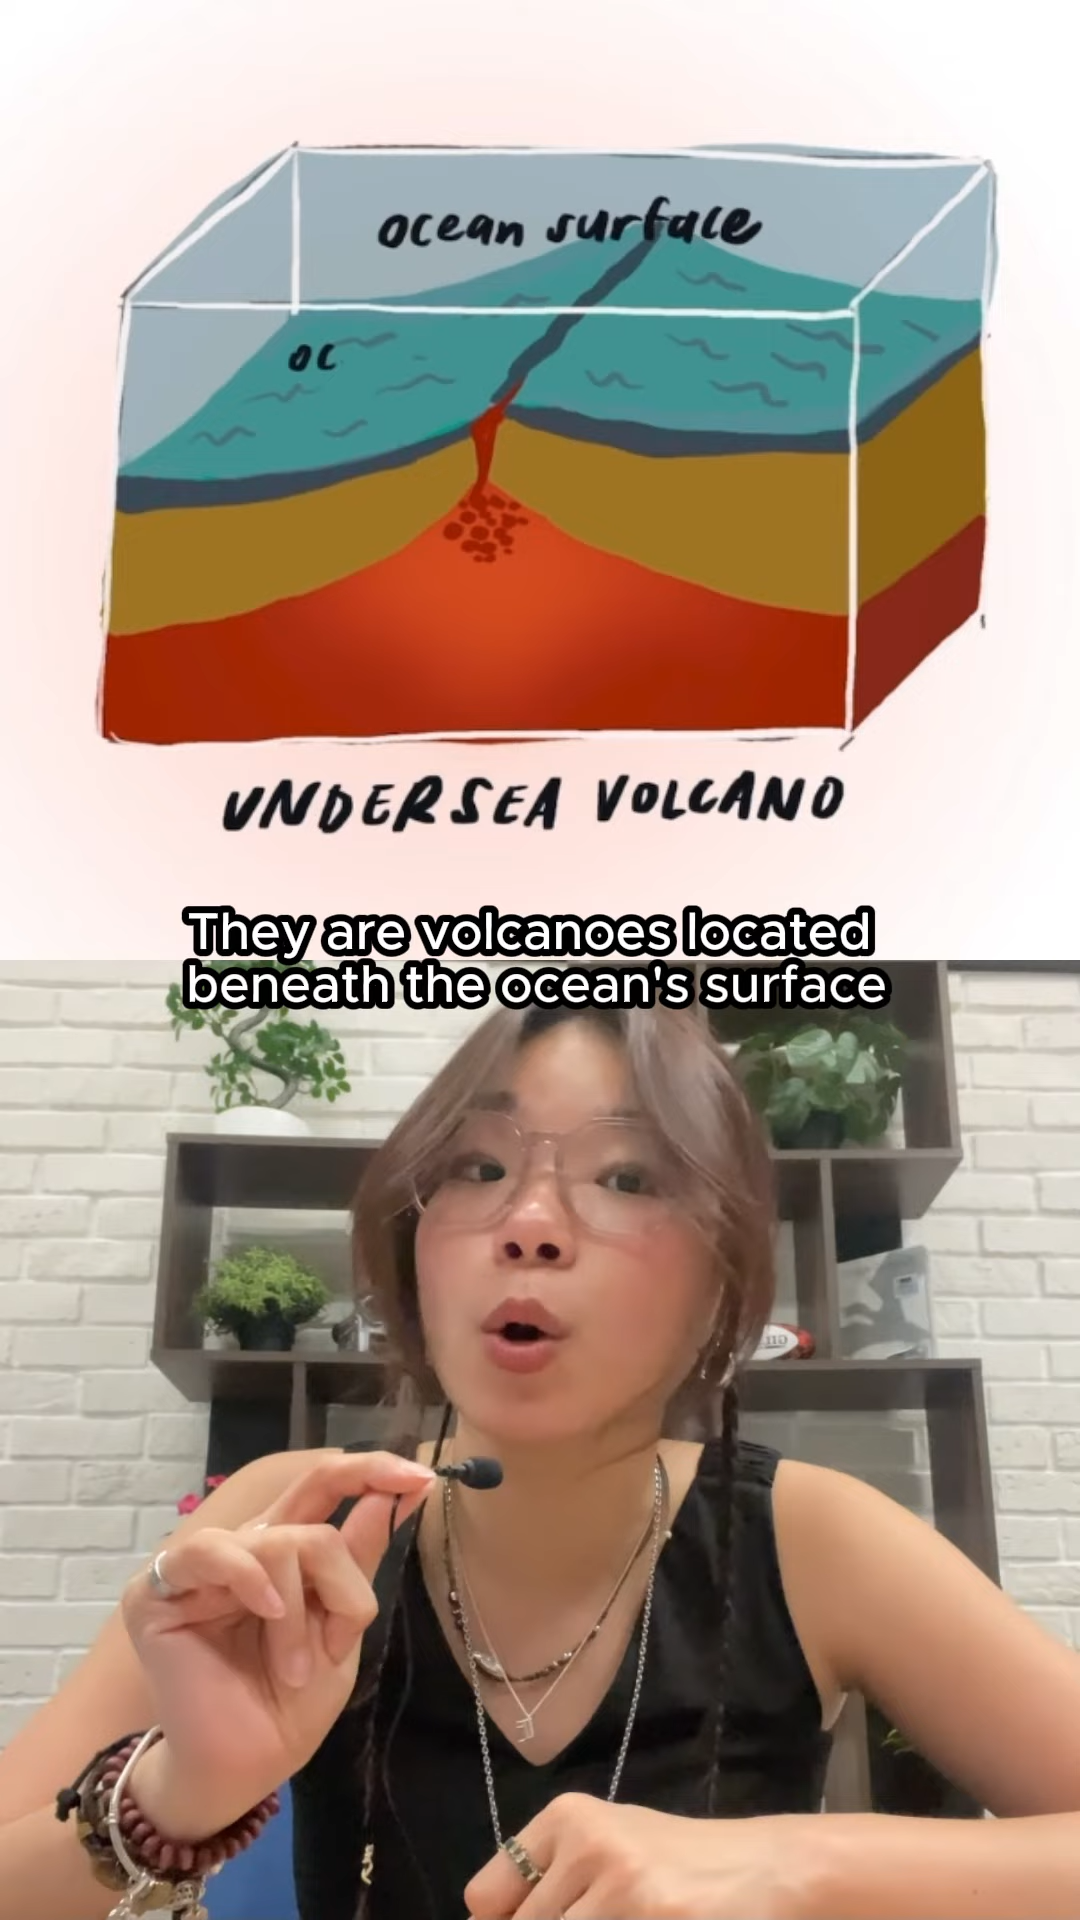 ocean surface
oc
UNDERSEA VOLCANO
They are volcanoes located
beneath the ocean's surface